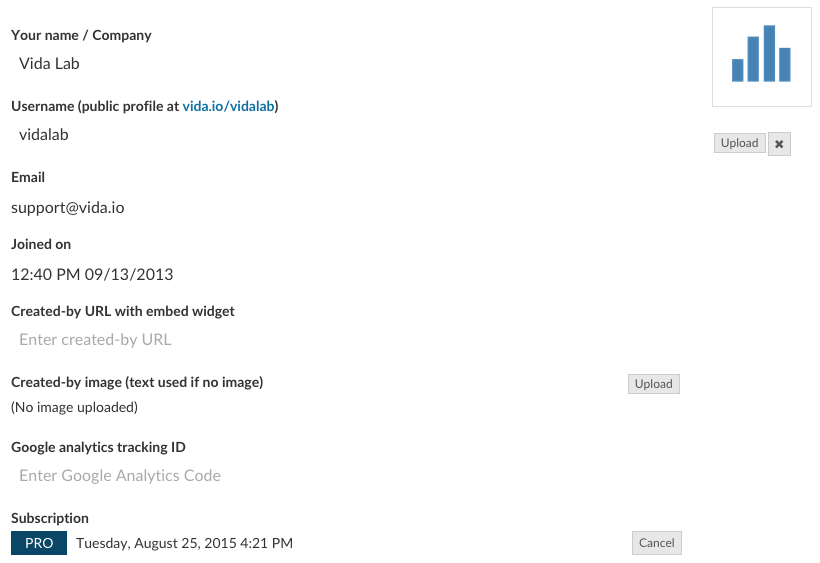 Your name / Company
Vida Lab
Username (public profile at vida.io/vidalab)
vidalab
Upload ✖
Email
support@vida.io
Joined on
12:40 PM 09/13/2013
Created-by URL with embed widget
Enter created-by URL
Created-by image (text used if no image)
Upload
(No image uploaded)
Google analytics tracking ID
Enter Google Analytics Code
Subscription
PRO Tuesday, August 25, 2015 4:21 PM Cancel